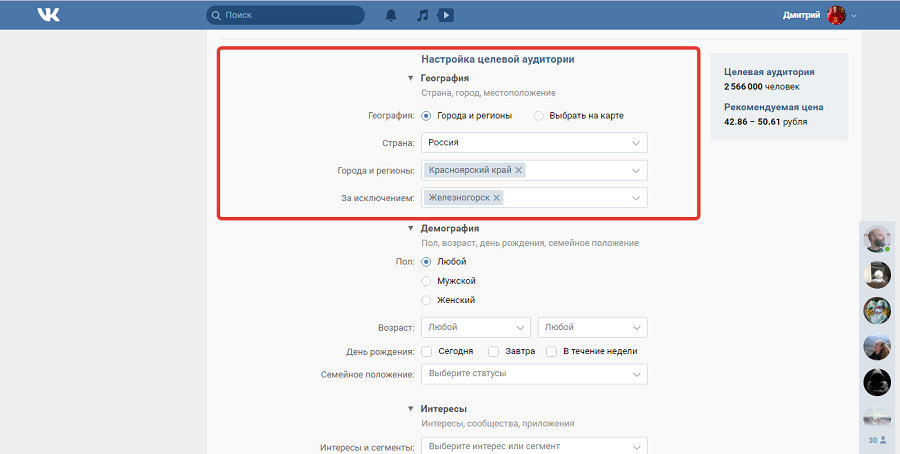 Поиск
Дмитрий
Настройка целевой аудитории
География
Страна, город, местоположение
География: Города и регионы Выбрать на карте
Страна: Россия
Города и регионы: Красноярский край
За исключением: Железногорск
Целевая аудитория
2 566 000 человек
Рекомендуемая цена
42.86 – 50.61 рубля
Демография
Пол, возраст, день рождения, семейное положение
Пол: Любой
Мужской
Женский
Возраст: Любой Любой
День рождения: Сегодня Завтра В течение недели
Семейное положение: Выберите статусы
Интересы
Интересы, сообщества, приложения
Интересы и сегменты: Выберите интерес или сегмент
30